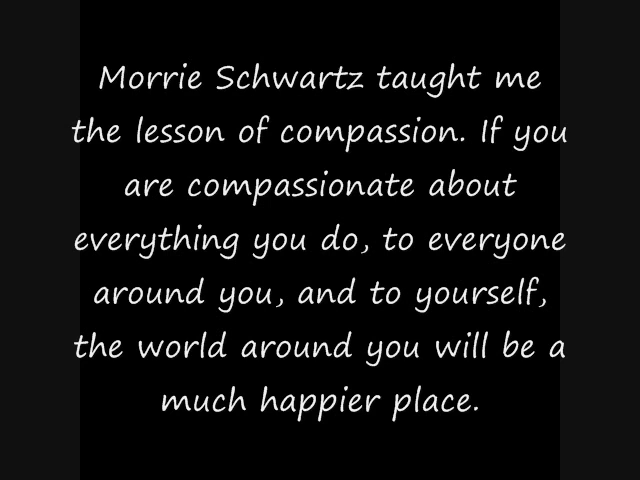 Morrie Schwartz taught me
the lesson of compassion. If you
are compassionate about
everything you do, to everyone
around you, and to yourself,
the world around you will be a
much happier place.